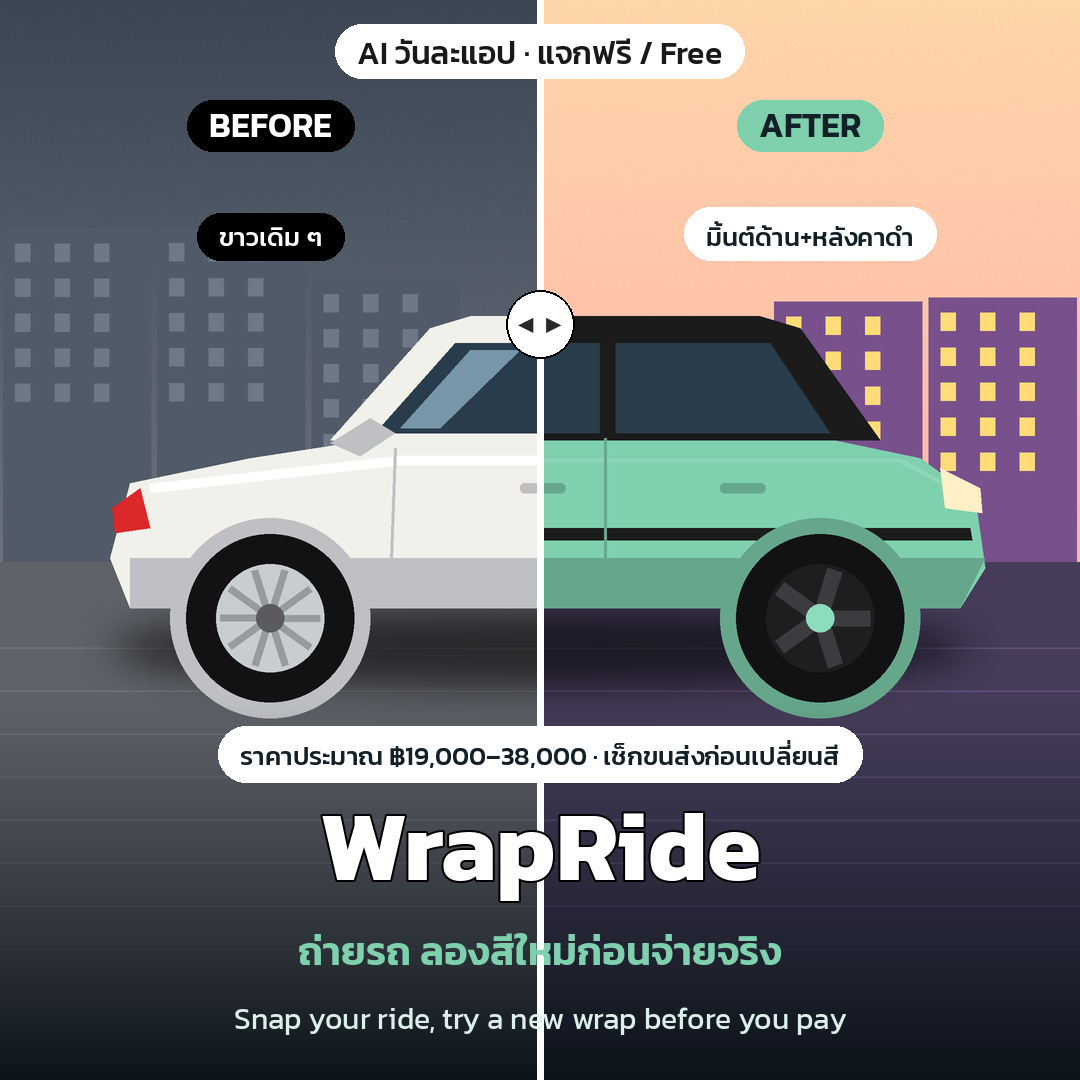 AI วันละแอป · แจกฟรี / Free
BEFORE
AFTER
ขาวเดิม ๆ
มิ้นต์ด้าน+หลังคาดำ
ราคาประมาณ ฿19,000–38,000 · เช็กขนส่งก่อนเปลี่ยนสี
WrapRide
ถ่ายรถ ลองสีใหม่ก่อนจ่ายจริง
Snap your ride, try a new wrap before you pay